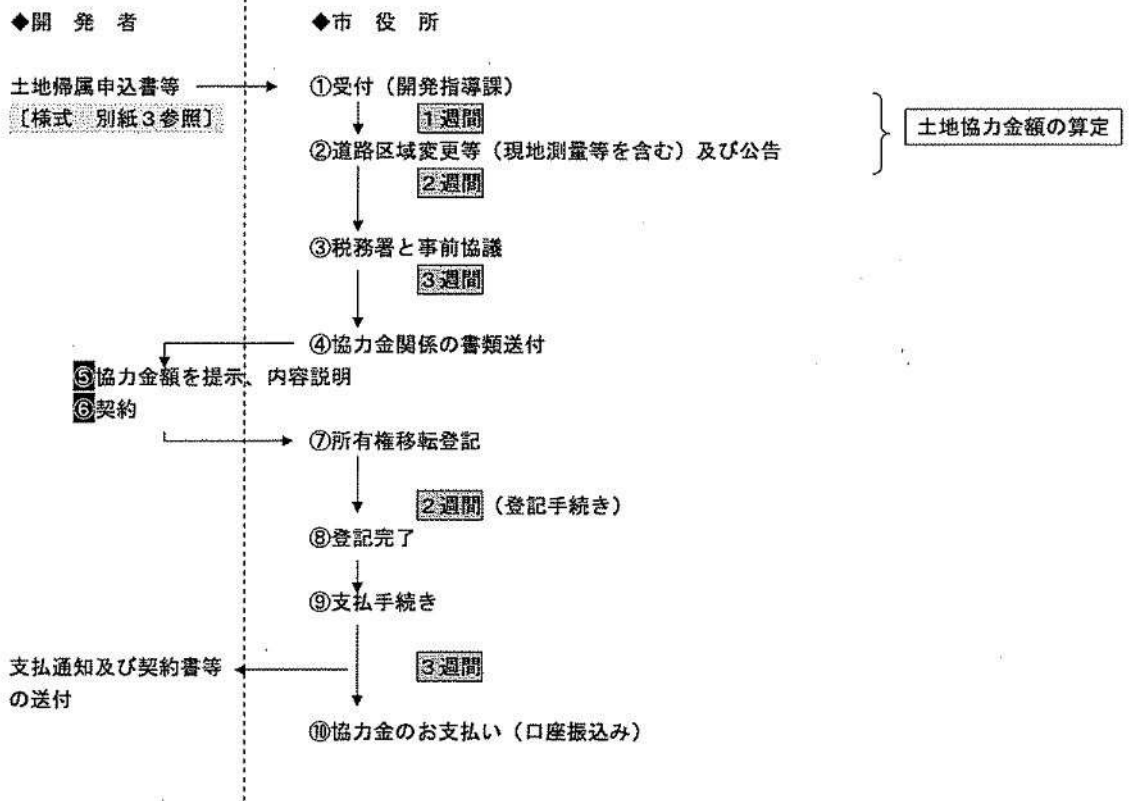 ◆開 発 者
◆市 役 所
土地帰属申込書等
[様式 別紙3参照]
①受付(開発指導課)
1週間
②道路区域変更等(現地測量等を含む)及び公告
土地協力金額の算定
2週間
③税務署と事前協議
3週間
④協力金関係の書類送付
⑤協力金額を提示、内容説明
⑥契約
⑦所有権移転登記
2週間(登記手続き)
⑧登記完了
⑨支払手続き
支払通知及び契約書等
の送付
3週間
⑩協力金のお支払い(口座振込み)